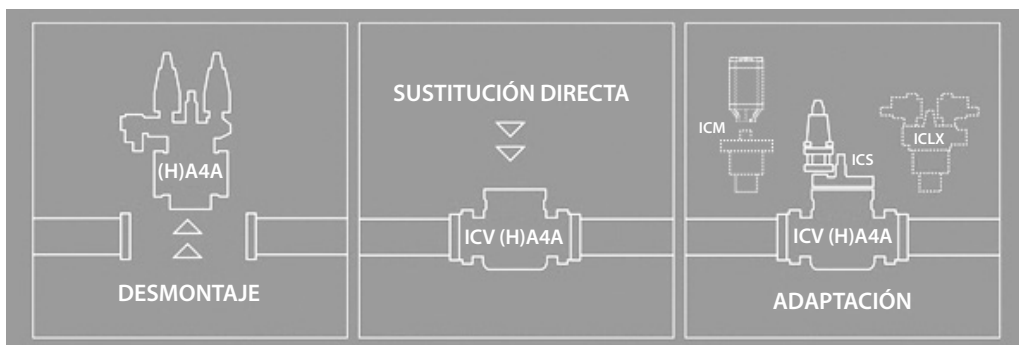 (H)A4A
DESMONTAJE
SUSTITUCIÓN DIRECTA
ICV (H)A4A
ICM
ICS
ICLX
ICV (H)A4A
ADAPTACIÓN